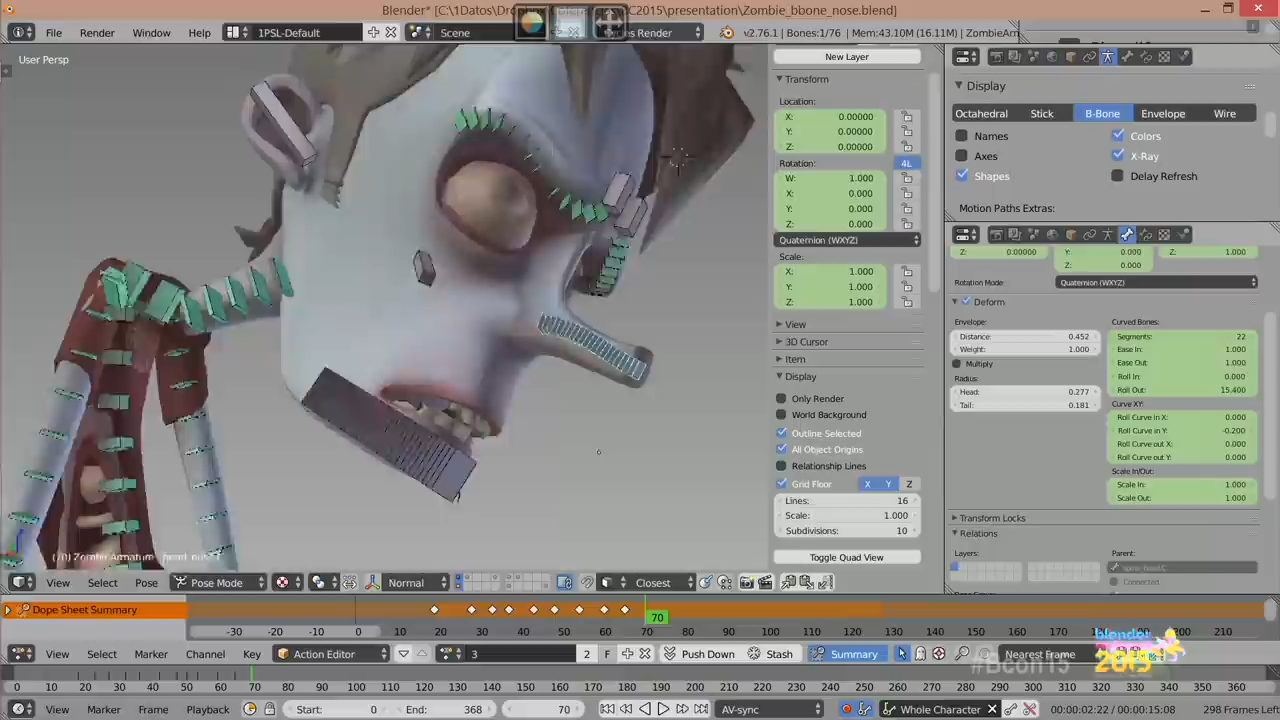 Blender* [C:\1Datos\Dropbox
2015\presentation\Zombie_bbone_nose.blend]
File Render Window Help 1PSL-Default Scene Render v2.76.1 | Bones:1/76 | Mem:43.10M (16.11M) | ZombieArm
User Persp
New Layer
Transform
Location:
X: 0.00000
Y: 0.00000
Z: 0.00000
Rotation: 4L
W: 1.000
X: 0.000
Y: 0.000
Z: 0.000
Quaternion (WXYZ)
Scale:
X: 1.000
Y: 1.000
Z: 1.000
View
3D Cursor
Item
Display
Only Render
World Background
Outline Selected
All Object Origins
Relationship Lines
Grid Floor X Y Z
Lines: 16
Scale: 1.000
Subdivisions: 10
Toggle Quad View
Display
Octahedral Stick B-Bone Envelope Wire
Names Colors
Axes X-Ray
Shapes Delay Refresh
Motion Paths Extras:
Z: 0.00000 Y: 0.000 Z: 1.000
Z: 0.000
Rotation Mode: Quaternion (WXYZ)
Deform
Envelope: Curved Bones:
Distance: 0.452 Segments: 22
Weight: 1.000 Ease In: 1.000
Multiply Ease Out: 1.000
Radius: Roll In: 0.000
Head: 0.277 Roll Out: 15.400
Tail: 0.181 Curve XY:
Roll Curve in X: 0.000
Roll Curve in Y: -0.200
Roll Curve out X: 0.000
Roll Curve out Y: 0.000
Scale In/Out:
Scale In: 1.000
Scale Out: 1.000
Transform Locks
Relations
Layers: Parent:
Connected
(70) ZombieArmature
View Select Pose Pose Mode Normal Closest
Dope Sheet Summary
70
-30 -20 -10 0 10 20 30 40 50 60 70 80 90 100 110 120 130 140 150 160 170 180 190 200 210
View Select Marker Channel Key Action Editor 3 2 F Push Down Stash Summary Nearest Frame
blender
2015
#Bcon15
0 10 20 30 40 50 60 70 80 90 100 110 120 130 140 150 160 170 180 190 200 210 220 230 240 250 260 270 280 290 300 310 320 330 340 350 360
View Marker Frame Playback Start: 0 End: 368 70 AV-sync Whole Character 00:00:02:22 / 00:00:15:08 298 Frames Left